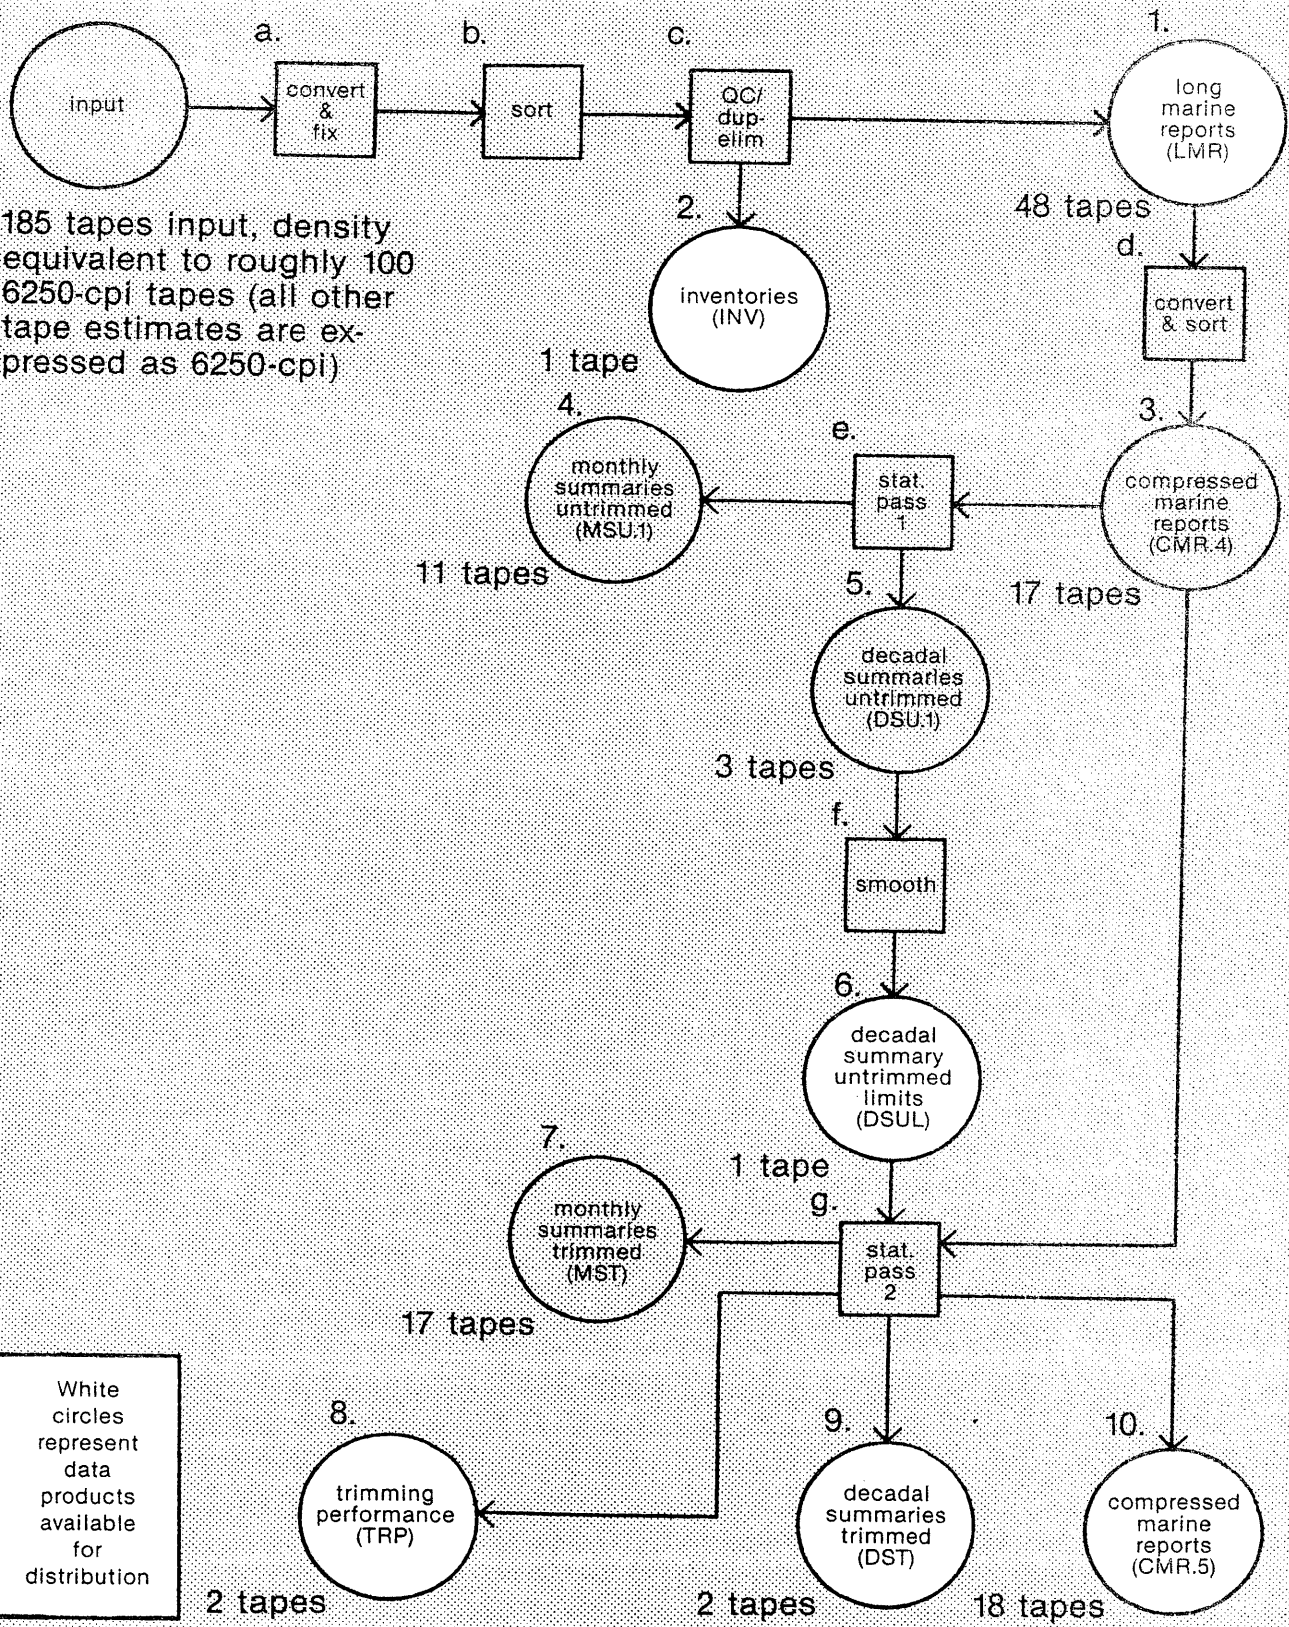 a.
b.
c.
1.
input
convert
&
fix
sort
QC/
dup-
elim
long
marine
reports
(LMR)
185 tapes input, density
equivalent to roughly 100
6250-cpi tapes (all other
tape estimates are ex-
pressed as 6250-cpi)
2.
48 tapes
d.
inventories
(INV)
convert
& sort
1 tape
4.
e.
3.
monthly
summaries
untrimmed
(MSU.1)
stat.
pass
1
compressed
marine
reports
(CMR.4)
11 tapes
5.
17 tapes
decadal
summaries
untrimmed
(DSU.1)
3 tapes
f.
smooth
6.
decadal
summary
untrimmed
limits
(DSUL)
7.
1 tape
g.
monthly
summaries
trimmed
(MST)
stat.
pass
2
17 tapes
White
circles
represent
data
products
available
for
distribution
8.
9.
10.
trimming
performance
(TRP)
decadal
summaries
trimmed
(DST)
compressed
marine
reports
(CMR.5)
2 tapes
2 tapes
18 tapes